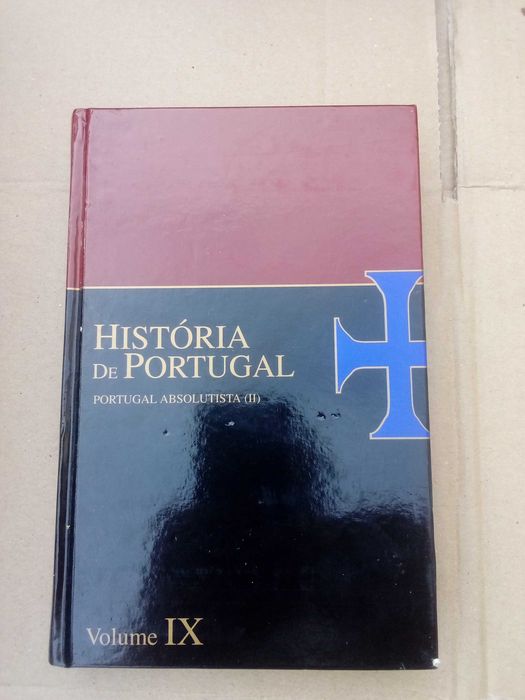 HISTÓRIA
DE PORTUGAL
PORTUGAL ABSOLUTISTA (II)
Volume IX